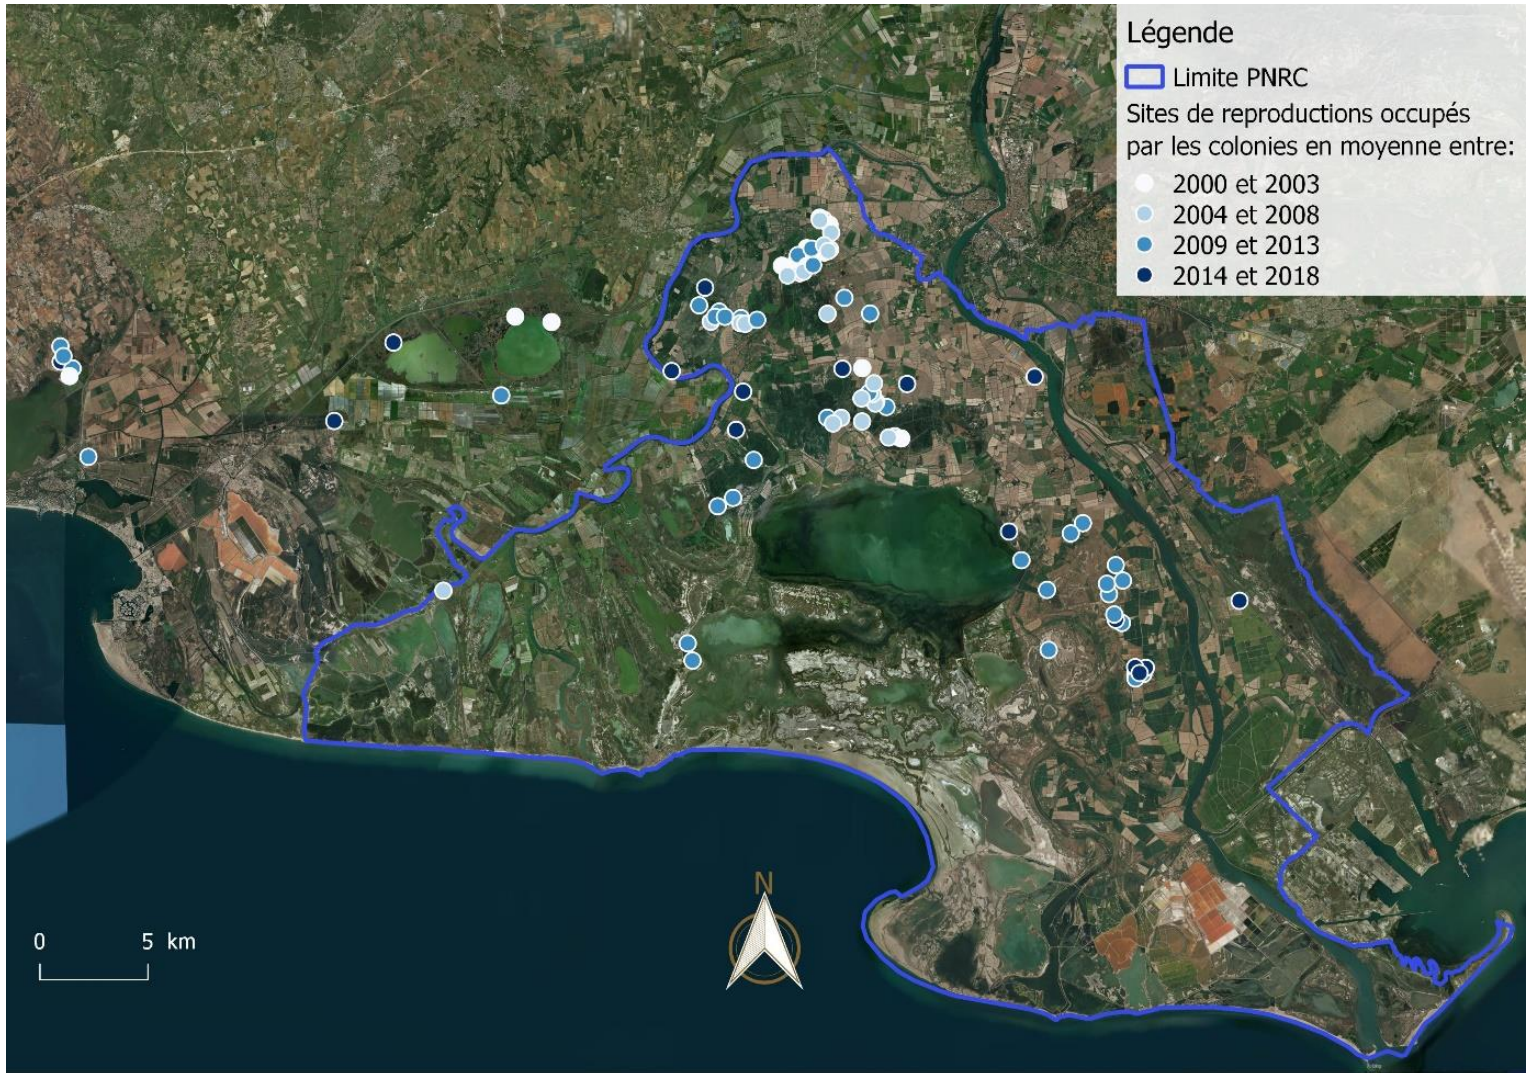 Légende
Limite PNRC
Sites de reproductions occupés
par les colonies en moyenne entre:
2000 et 2003
2004 et 2008
2009 et 2013
2014 et 2018
N
0 5 km